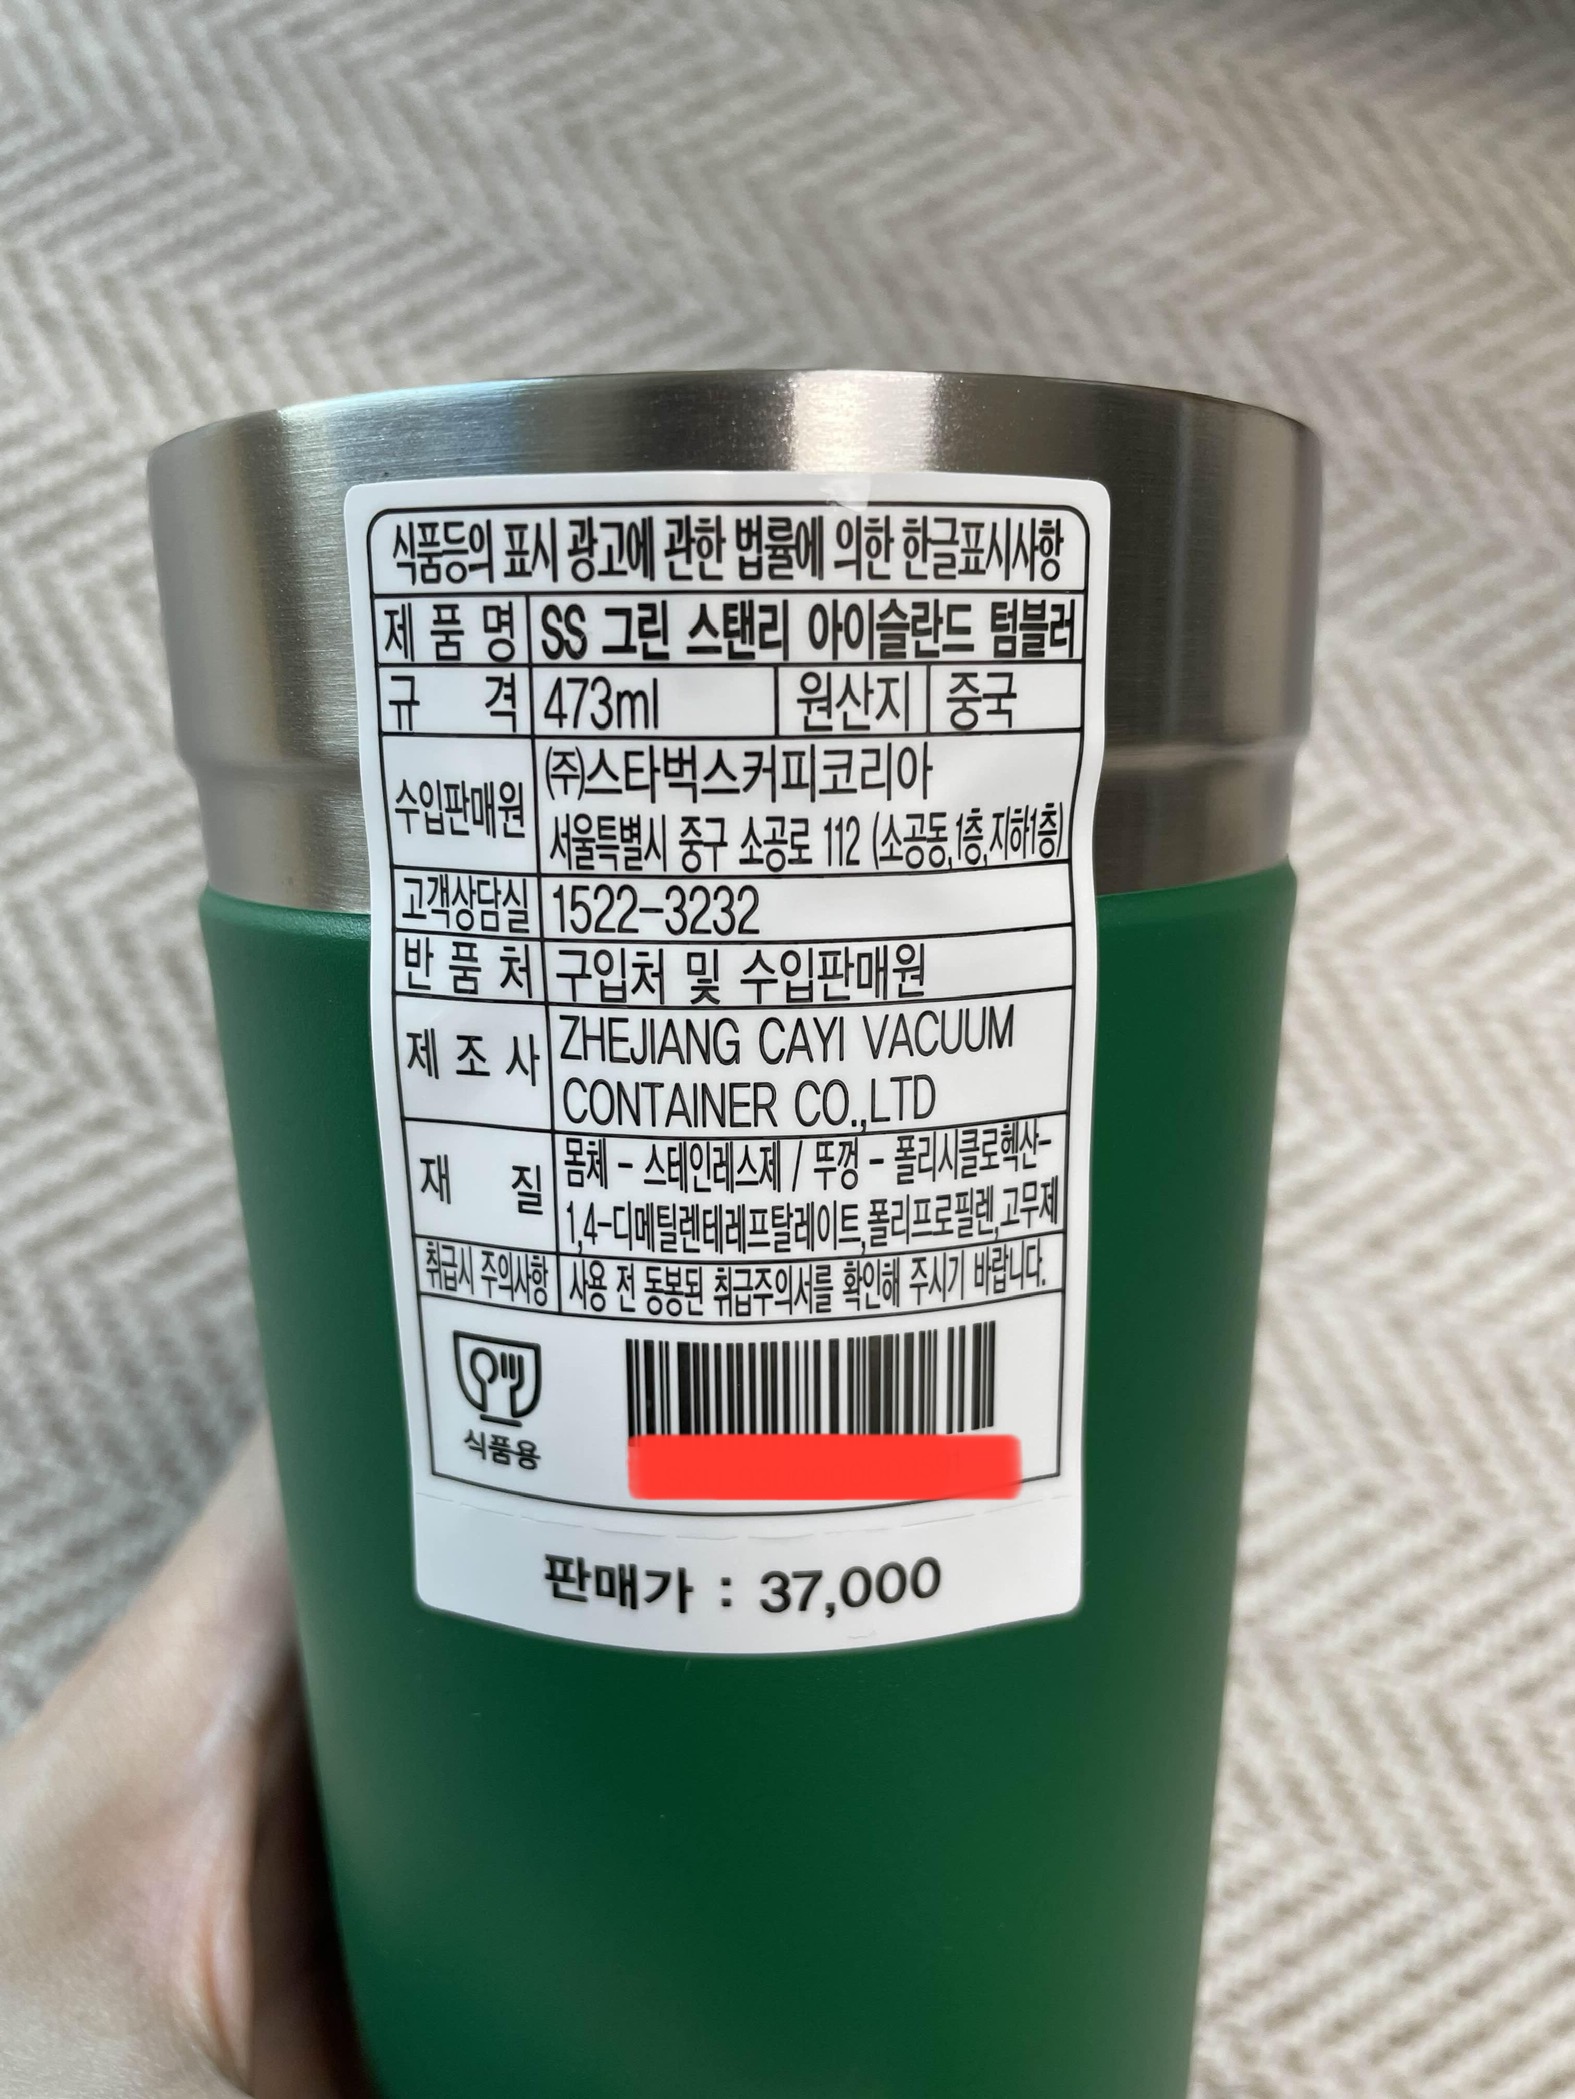 식품등의 표시 광고에 관한 법률에 의한 한글표시사항
제 품 명 SS 그린 스탠리 아이슬란드 텀블러
규 격 473ml 원산지 중국
수입판매원 ㈜스타벅스커피코리아
서울특별시 중구 소공로 112 (소공동,1층,지하1층)
고객상담실 1522-3232
반 품 처 구입처 및 수입판매원
제 조 사 ZHEJIANG CAYI VACUUM
CONTAINER CO.,LTD
재 질 몸체 - 스테인레스제 / 뚜껑 - 폴리시클로헥산-
1,4-디메틸렌테레프탈레이트,폴리프로필렌,고무제
취급시 주의사항 사용 전 동봉된 취급주의서를 확인해 주시기 바랍니다.
식품용
판매가 : 37,000